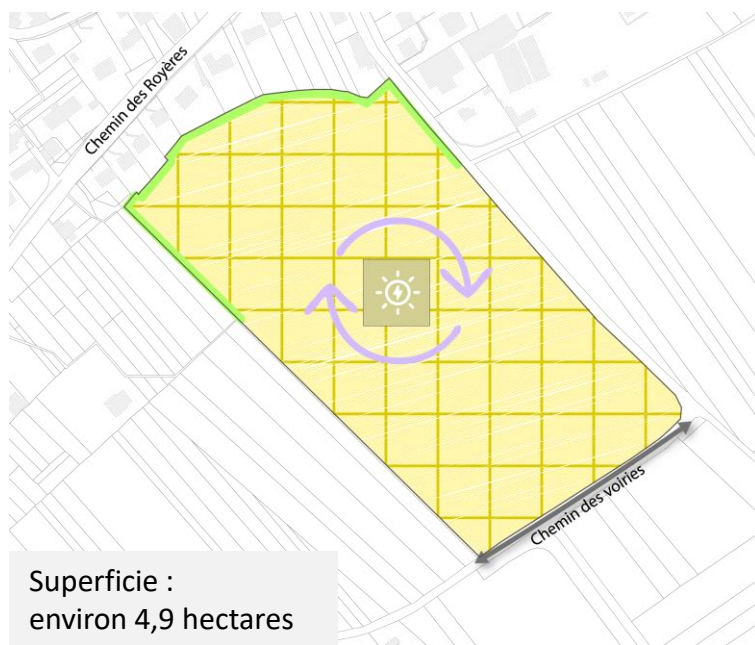 Chemin des Royères
Chemin des voiries
Superficie :
environ 4,9 hectares